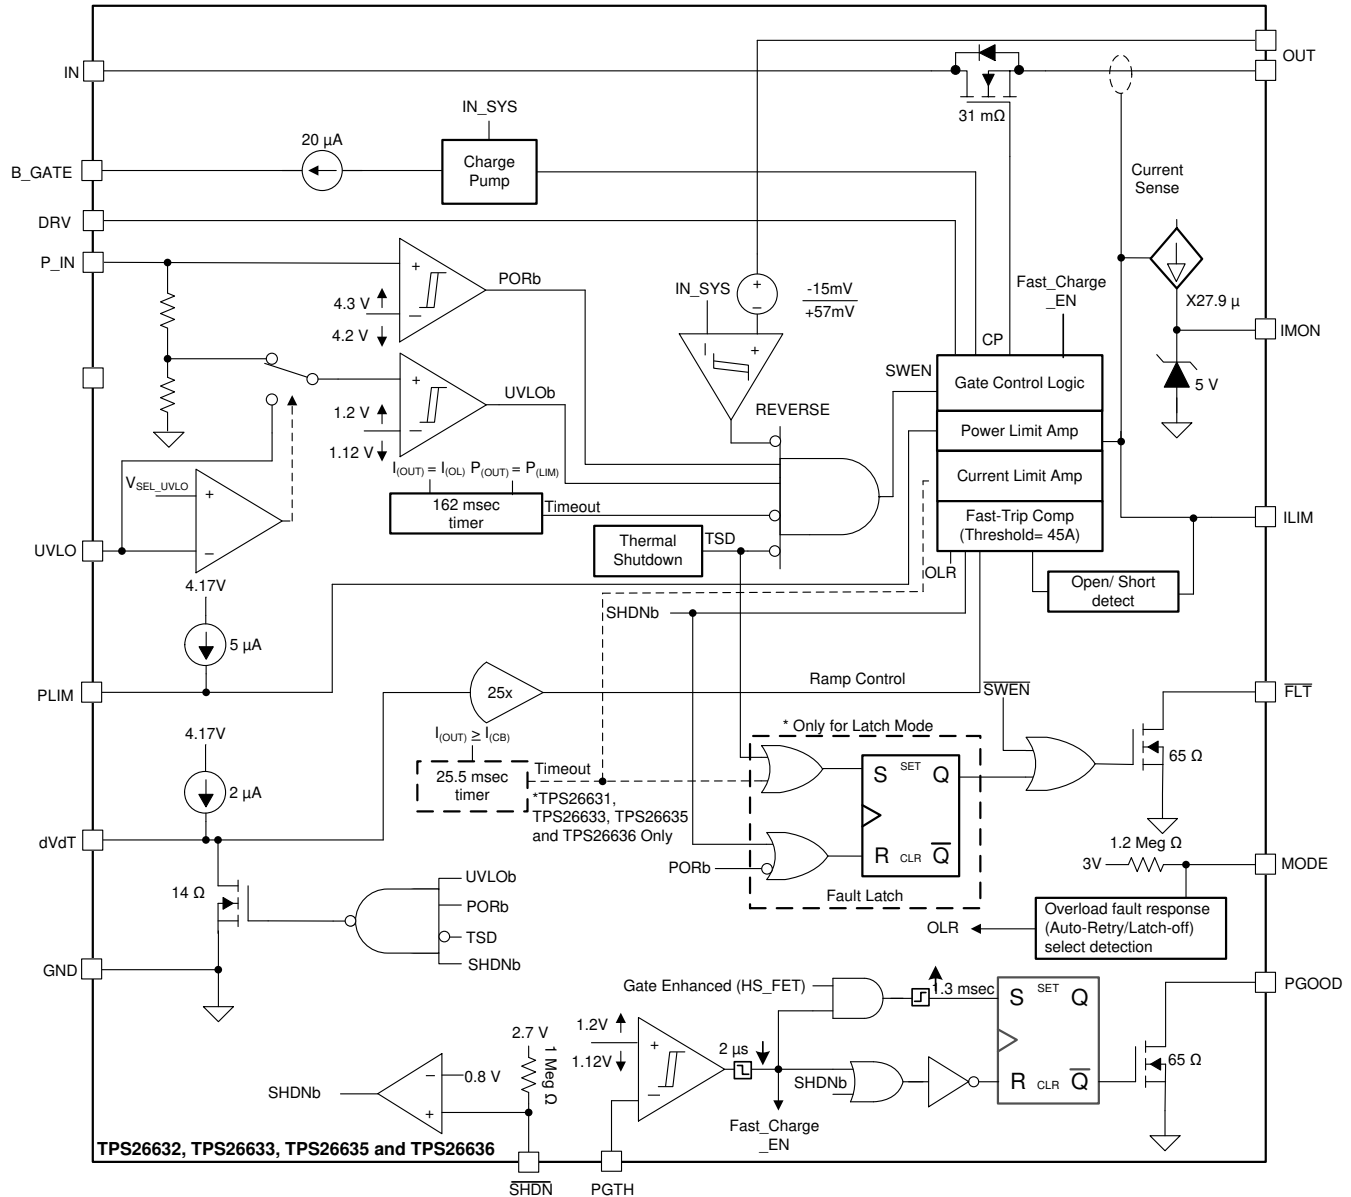 OUT
IN
IN_SYS
31 mΩ
20 µA
Charge
Pump
B_GATE
Current
Sense
DRV
P_IN
PORb
4.3 V
4.2 V
IN_SYS
-15mV
+57mV
Fast_Charge
_EN
X27.9 µ
IMON
CP
SWEN
Gate Control Logic
5 V
UVLOb
1.2 V
1.12 V
REVERSE
Power Limit Amp
I(OUT) = I(OL) P(OUT) = P(LIM)
Current Limit Amp
VSEL_UVLO
162 msec
timer
Timeout
Fast-Trip Comp
(Threshold= 45A)
ILIM
Thermal
Shutdown
TSD
UVLO
OLR
Open/ Short
detect
4.17V
SHDNb
5 µA
PLIM
25x
Ramp Control
SWEN
FLT
* Only for Latch Mode
4.17V
I(OUT) ≥ I(CB)
65 Ω
25.5 msec
timer
Timeout
S SET Q
2 µA
*TPS26631,
TPS26633, TPS26635
and TPS26636 Only
dVdT
1.2 Meg Ω
R CLR Q
PORb
3V
MODE
Fault Latch
14 Ω
UVLOb
PORb
TSD
SHDNb
Overload fault response
(Auto-Retry/Latch-off)
select detection
OLR
GND
Gate Enhanced (HS_FET)
1.3 msec
S SET Q
PGOOD
2.7 V
1 Meg Ω
1.2V
1.12V
2 µs
65 Ω
0.8 V
SHDNb
SHDNb
R CLR Q
Fast_Charge
_EN
TPS26632, TPS26633, TPS26635 and TPS26636
SHDN
PGTH